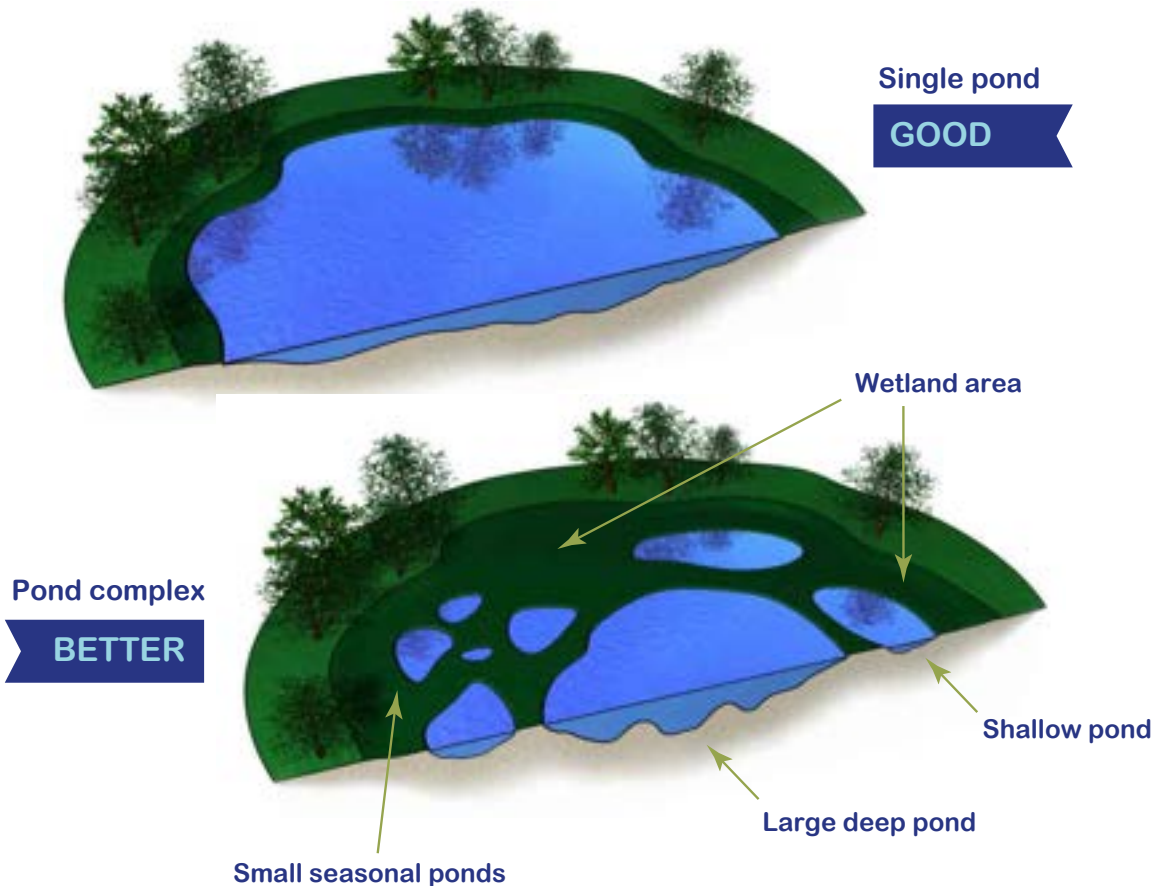 Single pond
GOOD
Wetland area
Pond complex
BETTER
Shallow pond
Large deep pond
Small seasonal ponds